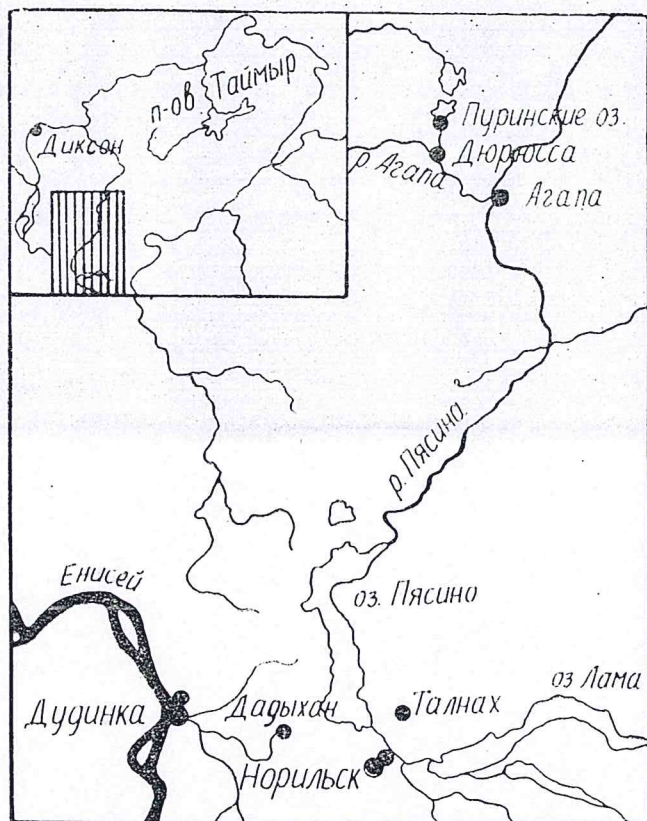 п-ов Таймыр
Диксон
Пуринские оз.
Дюрюсса
р. Агапа
Агапа
р. Пясино
Енисей
оз. Пясино
оз Лама
Дудинка
Дадыхан
Талнах
Норильск